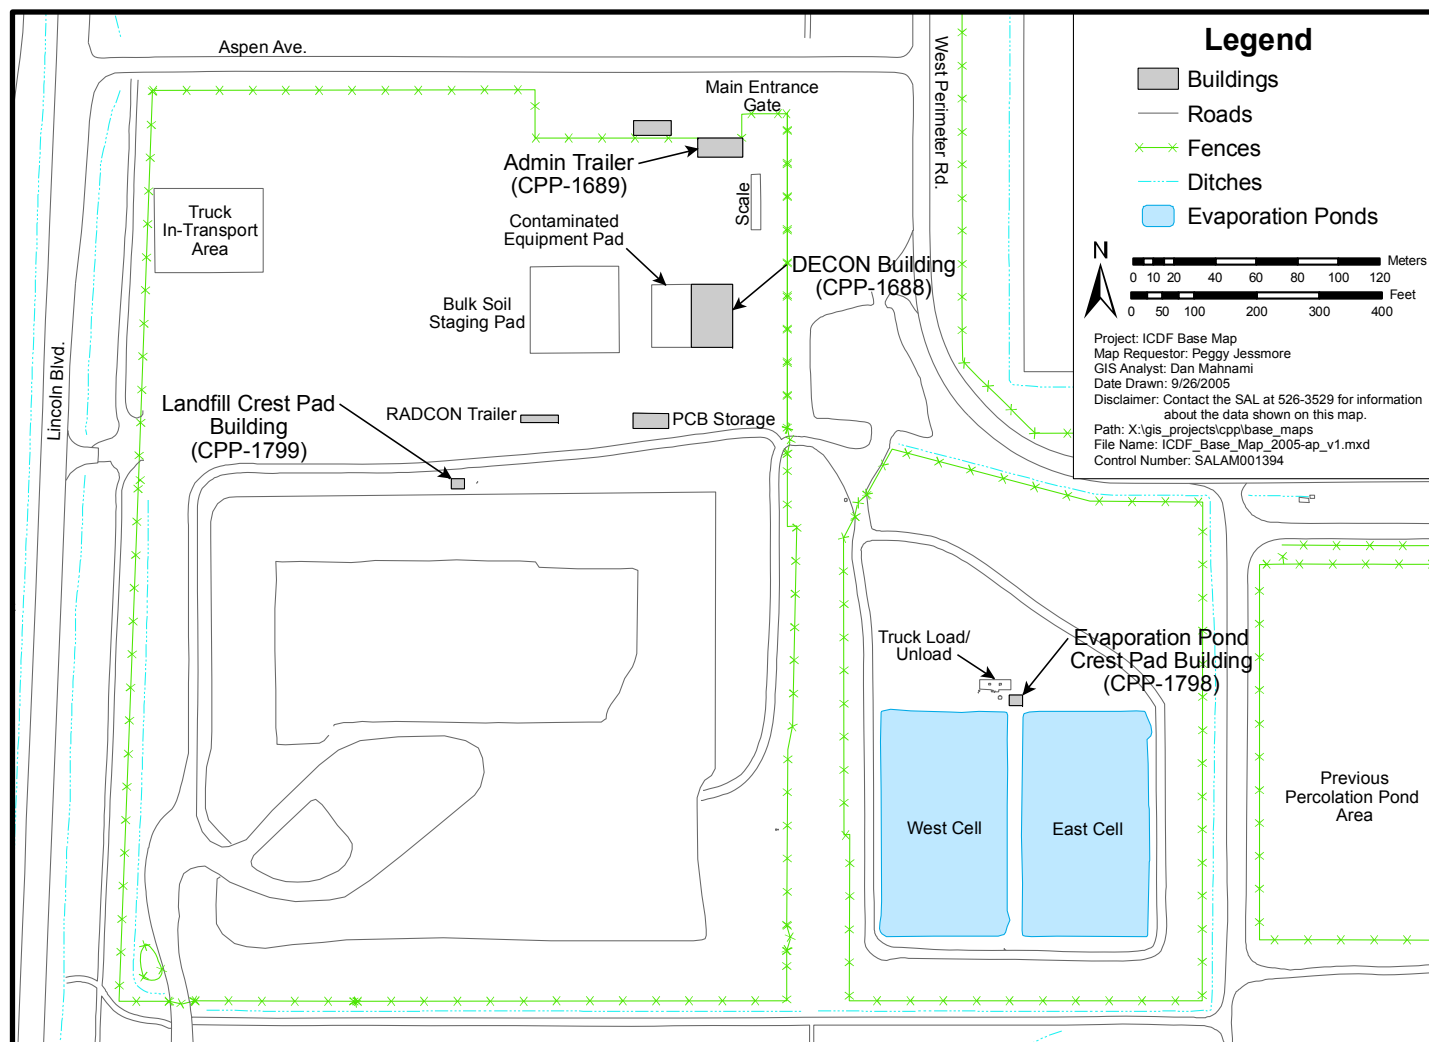 Aspen Ave.
Main Entrance
Gate
West Perimeter Rd.
Admin Trailer
(CPP-1689)
Scale
Truck
In-Transport
Area
Contaminated
Equipment Pad
DECON Building
(CPP-1688)
Bulk Soil
Staging Pad
Lincoln Blvd.
Landfill Crest Pad
Building
(CPP-1799)
RADCON Trailer
PCB Storage
Truck Load/
Unload
Evaporation Pond
Crest Pad Building
(CPP-1798)
West Cell
East Cell
Previous
Percolation Pond
Area
Legend
Buildings
Roads
Fences
Ditches
Evaporation Ponds
N
Meters
0 10 20 40 60 80 100 120
Feet
0 50 100 200 300 400
Project: ICDF Base Map
Map Requestor: Peggy Jessmore
GIS Analyst: Dan Mahnami
Date Drawn: 9/26/2005
Disclaimer: Contact the SAL at 526-3529 for information
about the data shown on this map.
Path: X:\gis_projects\cpp\base_maps
File Name: ICDF_Base_Map_2005-ap_v1.mxd
Control Number: SALAM001394